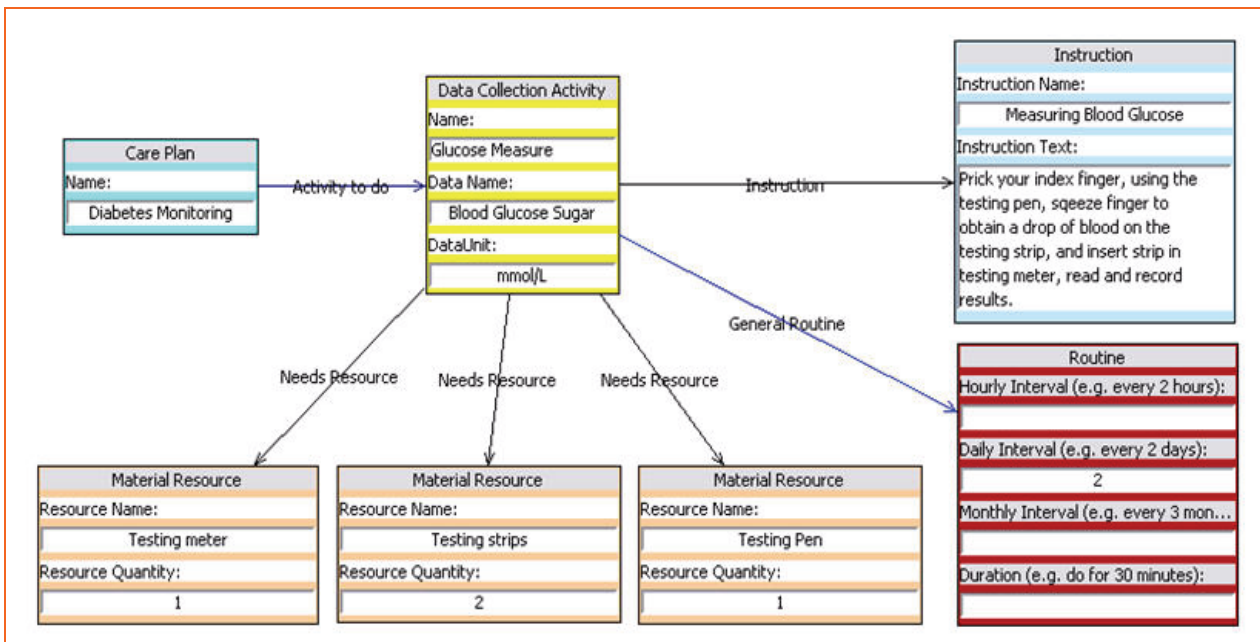 Care Plan
Name:
Diabetes Monitoring
Activity to do
Data Collection Activity
Name:
Glucose Measure
Data Name:
Blood Glucose Sugar
DataUnit:
mmol/L
Instruction
Instruction
Instruction Name:
Measuring Blood Glucose
Instruction Text:
Prick your index finger, using the
testing pen, sqeeze finger to
obtain a drop of blood on the
testing strip, and insert strip in
testing meter, read and record
results.
General Routine
Routine
Hourly Interval (e.g. every 2 hours):
Daily Interval (e.g. every 2 days):
2
Monthly Interval (e.g. every 3 mon...
Duration (e.g. do for 30 minutes):
Needs Resource
Needs Resource
Needs Resource
Material Resource
Resource Name:
Testing meter
Resource Quantity:
1
Material Resource
Resource Name:
Testing strips
Resource Quantity:
2
Material Resource
Resource Name:
Testing Pen
Resource Quantity:
1